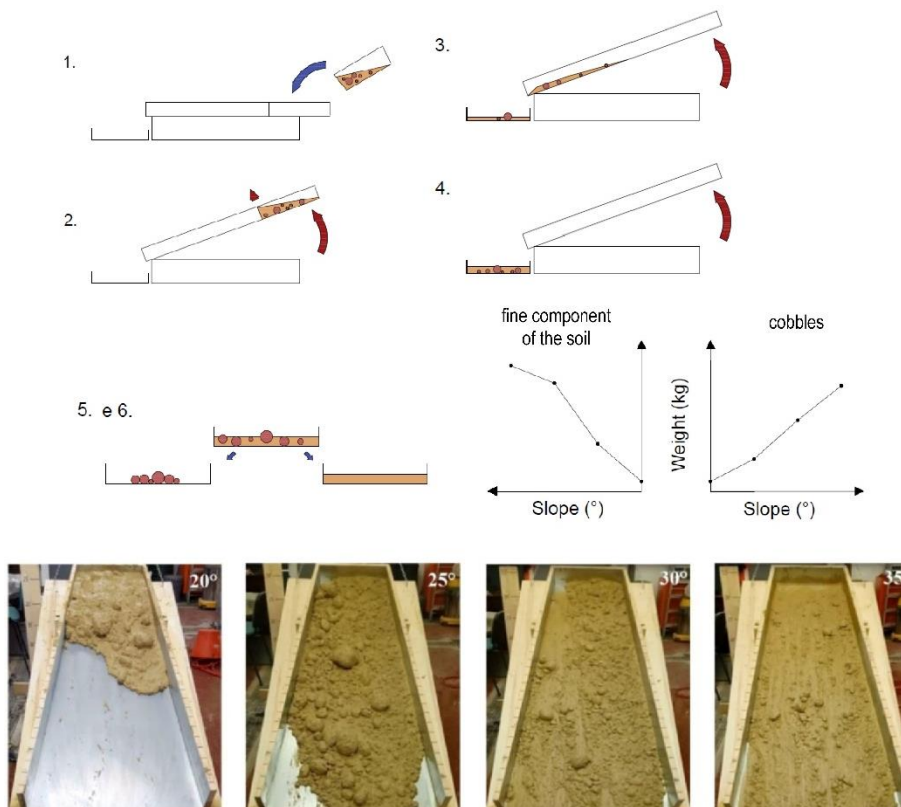 1.
2.
3.
4.
5. e 6.
fine component
of the soil
cobbles
Weight (kg)
Slope (°)
Slope (°)
20°
25°
30°
35